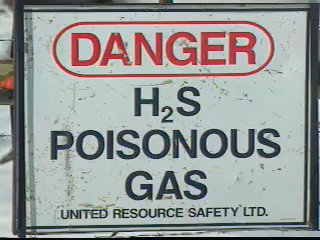 DANGER
H₂S
POISONOUS
GAS
UNITED RESOURCE SAFETY LTD.